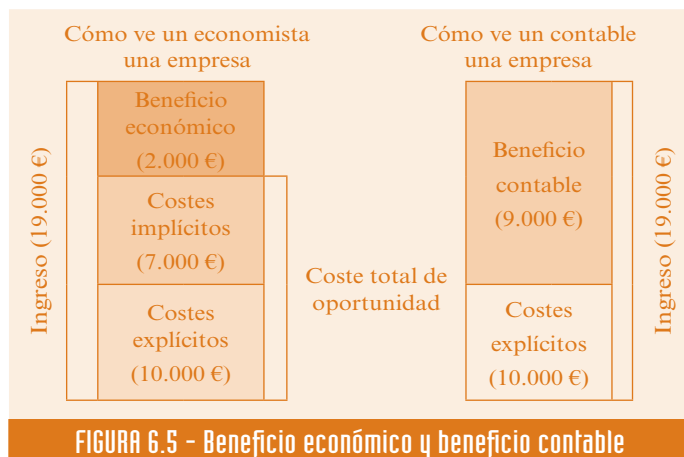 Cómo ve un economista
una empresa
Ingreso (19.000 €)
Beneficio
económico
(2.000 €)
Costes
implícitos
(7.000 €)
Costes
explícitos
(10.000 €)
Coste total de
oportunidad
Cómo ve un contable
una empresa
Beneficio
contable
(9.000 €)
Costes
explícitos
(10.000 €)
Ingreso (19.000 €)
FIGURA 6.5 - Beneficio económico y beneficio contable